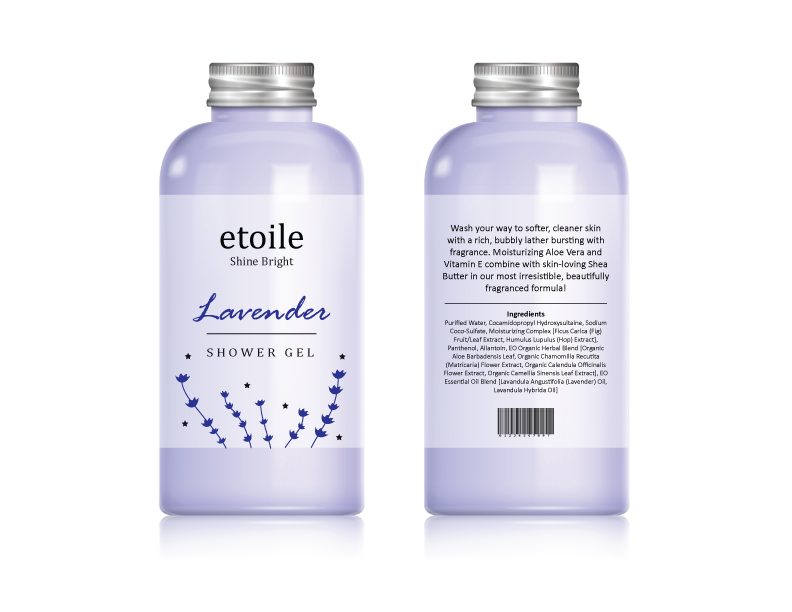 etoile
Shine Bright
Lavender
SHOWER GEL
Wash your way to softer, cleaner skin
with a rich, bubbly lather bursting with
fragrance. Moisturizing Aloe Vera and
Vitamin E combine with skin-loving Shea
Butter in our most irresistible, beautifully
fragranced formula!
Ingredients
Purified Water, Cocamidopropyl Hydroxysultaine, Sodium
Coco-Sulfate, Moisturizing Complex [Ficus Carica (Fig)
Fruit/Leaf Extract, Humulus Lupulus (Hop) Extract],
Panthenol, Allantoin, EO Organic Herbal Blend [Organic
Aloe Barbadensis Leaf, Organic Chamomilla Recutita
(Matricaria) Flower Extract, Organic Calendula Officinalis
Flower Extract, Organic Camellia Sinensis Leaf Extract], EO
Essential Oil Blend [Lavandula Angustifolia (Lavender) Oil,
Lavandula Hybrida Oil]